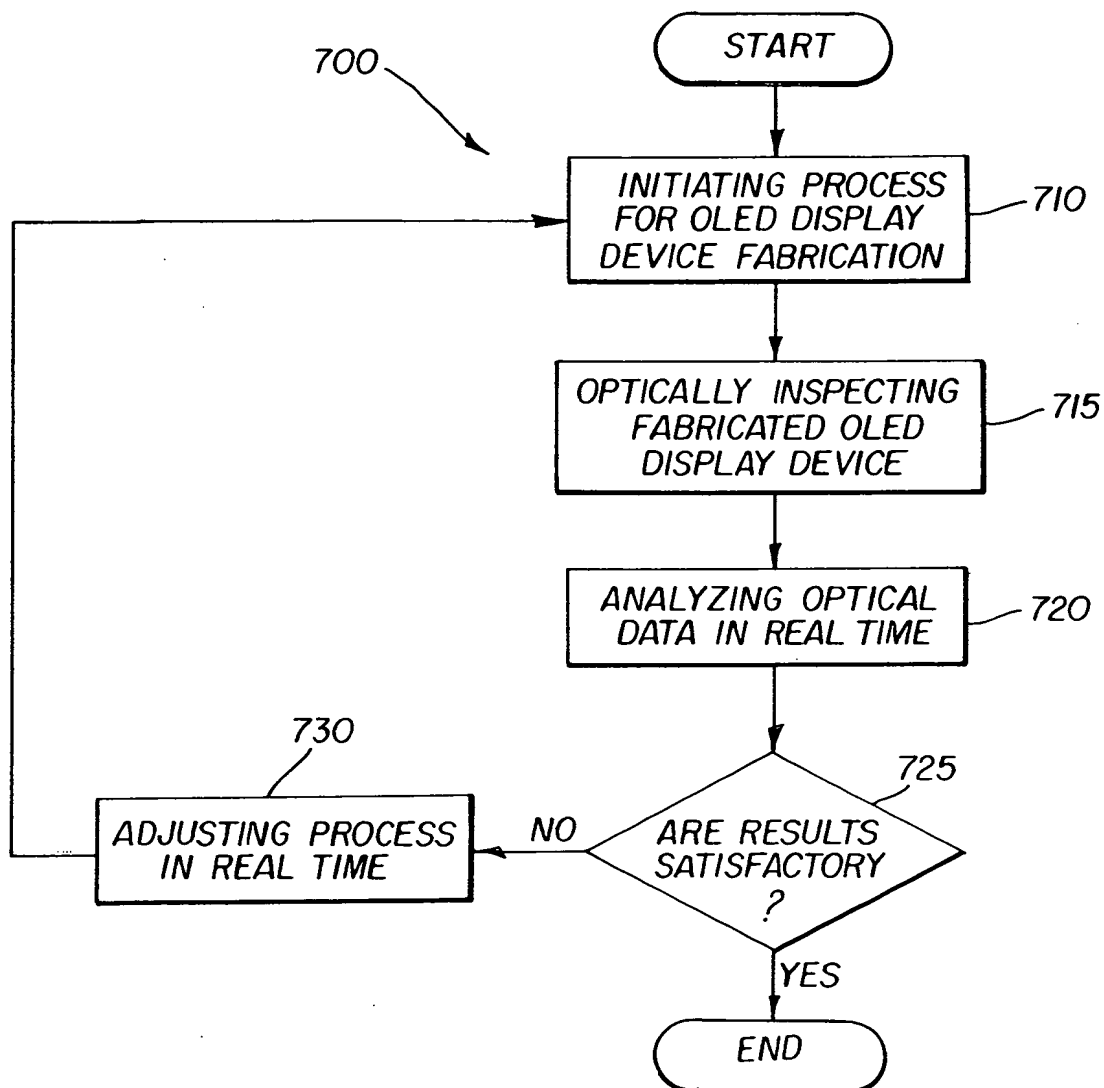 START
700
INITIATING PROCESS
FOR OLED DISPLAY
DEVICE FABRICATION
710
OPTICALLY INSPECTING
FABRICATED OLED
DISPLAY DEVICE
715
ANALYZING OPTICAL
DATA IN REAL TIME
720
725
ARE RESULTS
SATISFACTORY
?
NO
730
ADJUSTING PROCESS
IN REAL TIME
YES
END